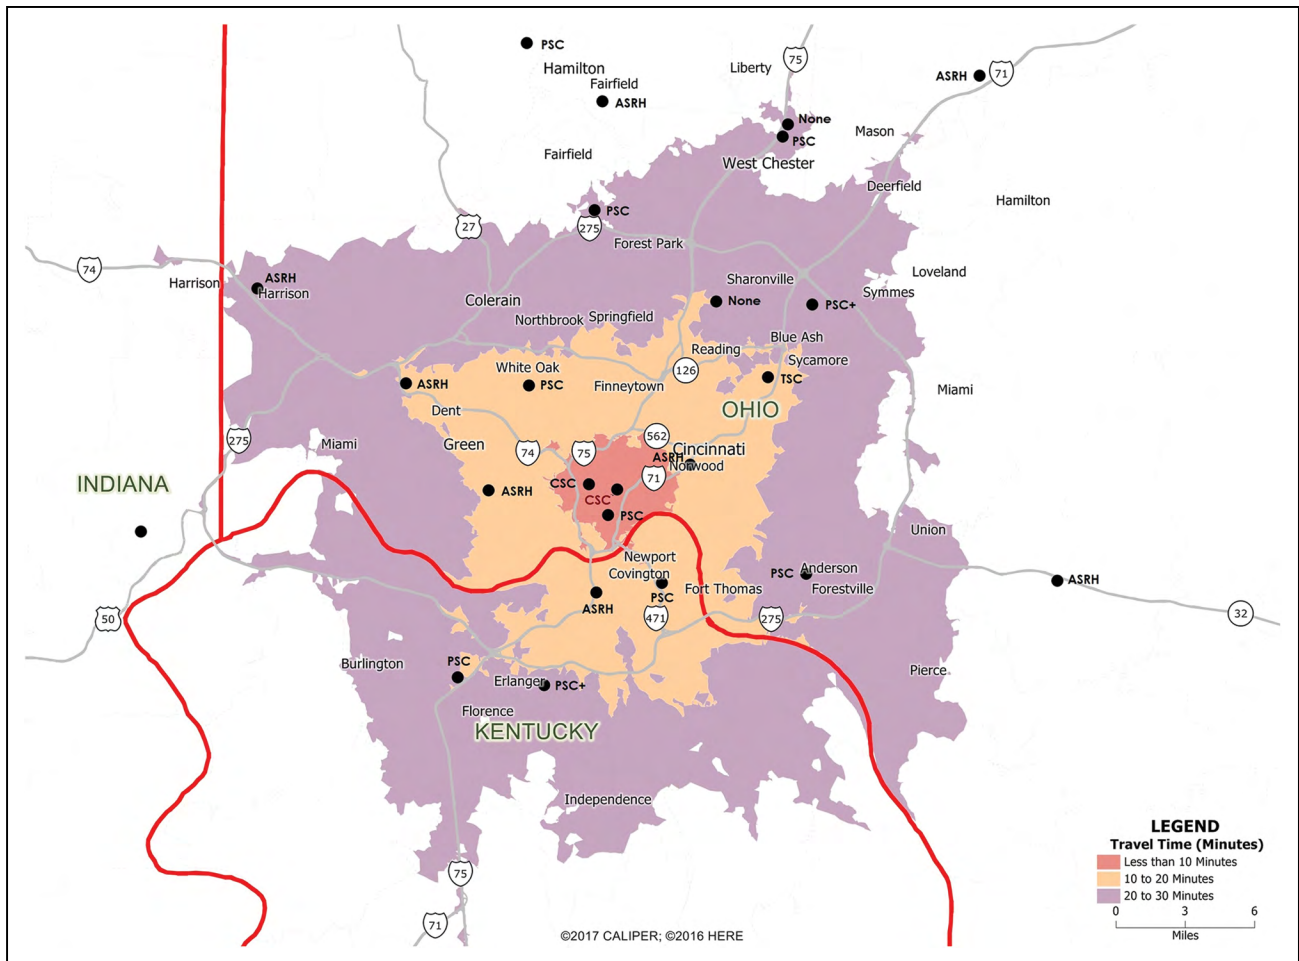 PSC
Hamilton
Fairfield
ASRH
Liberty
75
ASRH
71
None
PSC
Mason
Fairfield
West Chester
Deerfield
Hamilton
PSC
27
275
Forest Park
74
Harrison
ASRH
Harrison
Sharonville
Loveland
Symmes
Colerain
None
PSC+
Northbrook
Springfield
Blue Ash
Reading
Sycamore
White Oak
126
ASRH
PSC
Finneytown
TSC
Miami
Dent
OHIO
275
Miami
Green
562
74
75
Cincinnati
ASRH
Norwood
71
INDIANA
CSC
ASRH
CSC
PSC
Union
Newport
Covington
PSC
Anderson
Forestville
Fort Thomas
ASRH
PSC
ASRH
50
471
275
32
Burlington
PSC
Erlanger
PSC+
Pierce
Florence
KENTUCKY
Independence
75
71
LEGEND
Travel Time (Minutes)
Less than 10 Minutes
10 to 20 Minutes
20 to 30 Minutes
0 3 6
Miles
©2017 CALIPER; ©2016 HERE